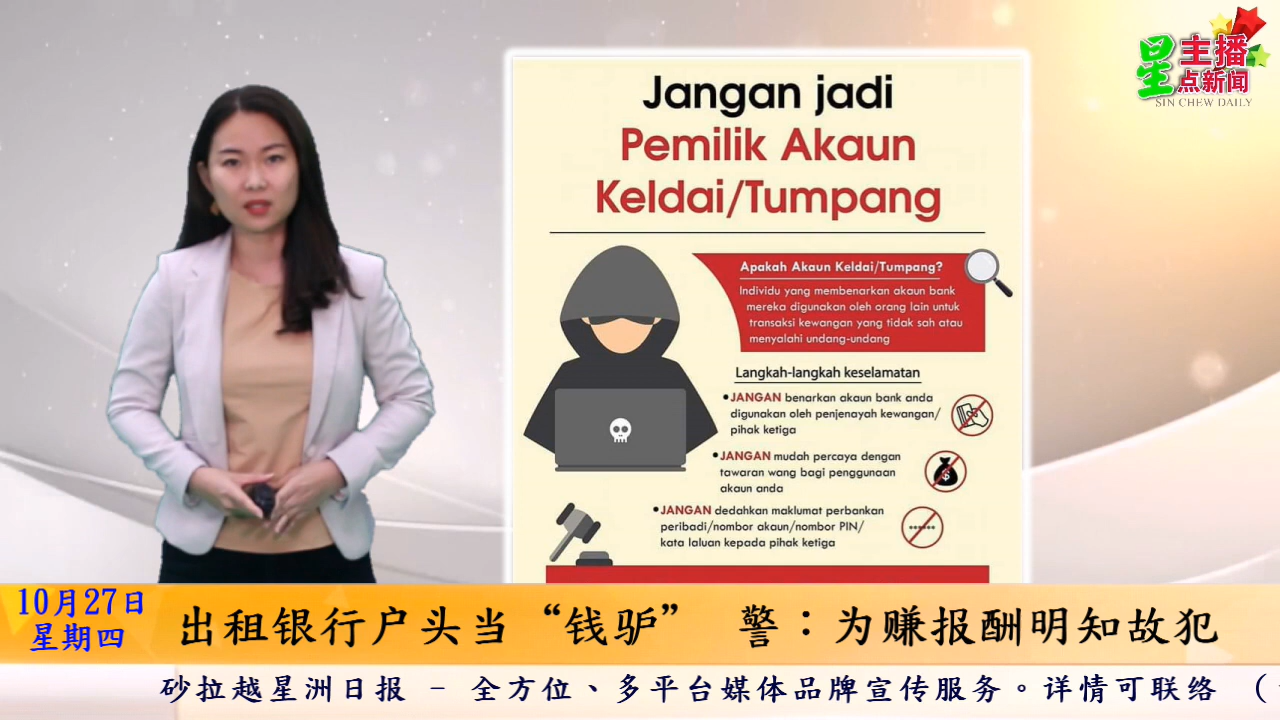 星主播
点新闻
SIN CHEW DAILY
Jangan jadi
Pemilik Akaun
Keldai/Tumpang
Apakah Akaun Keldai/Tumpang?
Individu yang membenarkan akaun bank
mereka digunakan oleh orang lain untuk
transaksi kewangan yang tidak sah atau
menyalahi undang-undang
Langkah-langkah keselamatan
•JANGAN benarkan akaun bank anda
digunakan oleh penjenayah kewangan/
pihak ketiga
•JANGAN mudah percaya dengan
tawaran wang bagi penggunaan
akaun anda
•JANGAN dedahkan maklumat perbankan
peribadi/nombor akaun/nombor PIN/
kata laluan kepada pihak ketiga
10月27日
星期四
出租银行户头当“钱驴” 警：为赚报酬明知故犯
砂拉越星洲日报 - 全方位、多平台媒体品牌宣传服务。详情可联络 （